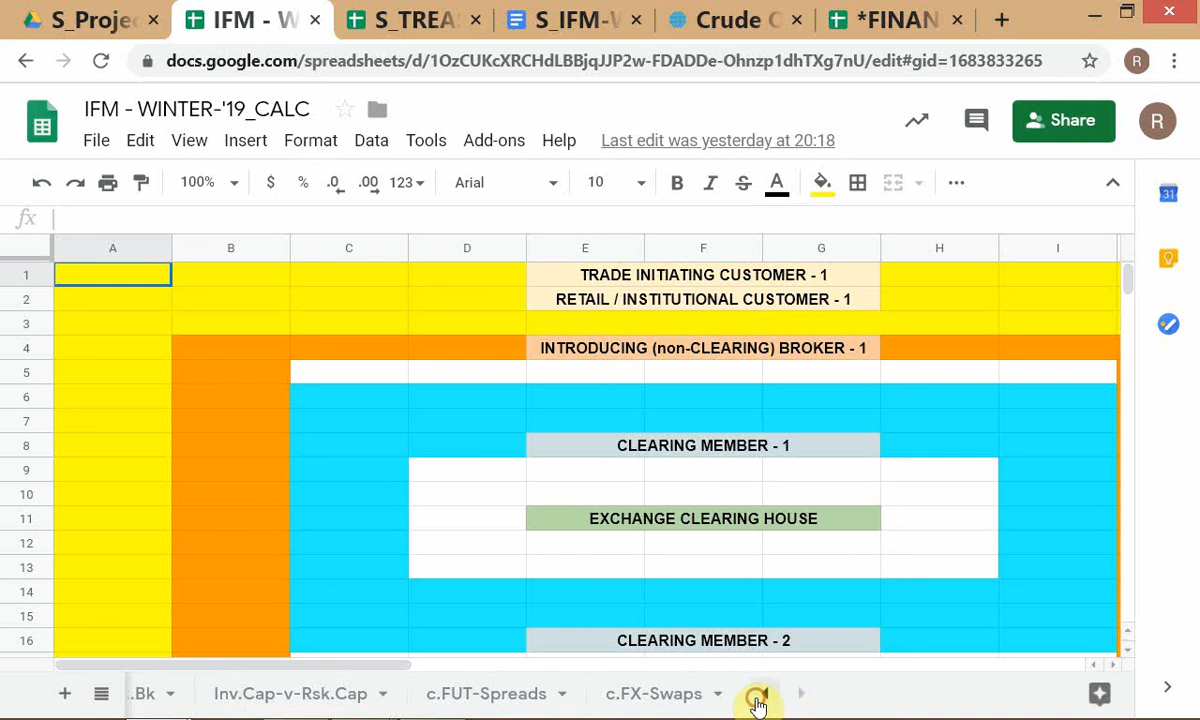 S_Proje
IFM - W
S_TREA
S_IFM-W
Crude C
*FINAN
docs.google.com/spreadsheets/d/1OzCUKcXRCHdLBBjqJJP2w-FDADDe-Ohnzp1dhTXg7nU/edit#gid=1683833265
R
IFM - WINTER-'19_CALC
Share
R
File Edit View Insert Format Data Tools Add-ons Help Last edit was yesterday at 20:18
100% $ % .0 .00 123 Arial 10 B I S A
31
fx
A B C D E F G H I
1 TRADE INITIATING CUSTOMER - 1
2 RETAIL / INSTITUTIONAL CUSTOMER - 1
3
4 INTRODUCING (non-CLEARING) BROKER - 1
5
6
7
8 CLEARING MEMBER - 1
9
10
11 EXCHANGE CLEARING HOUSE
12
13
14
15
16 CLEARING MEMBER - 2
.Bk Inv.Cap-v-Rsk.Cap c.FUT-Spreads c.FX-Swaps